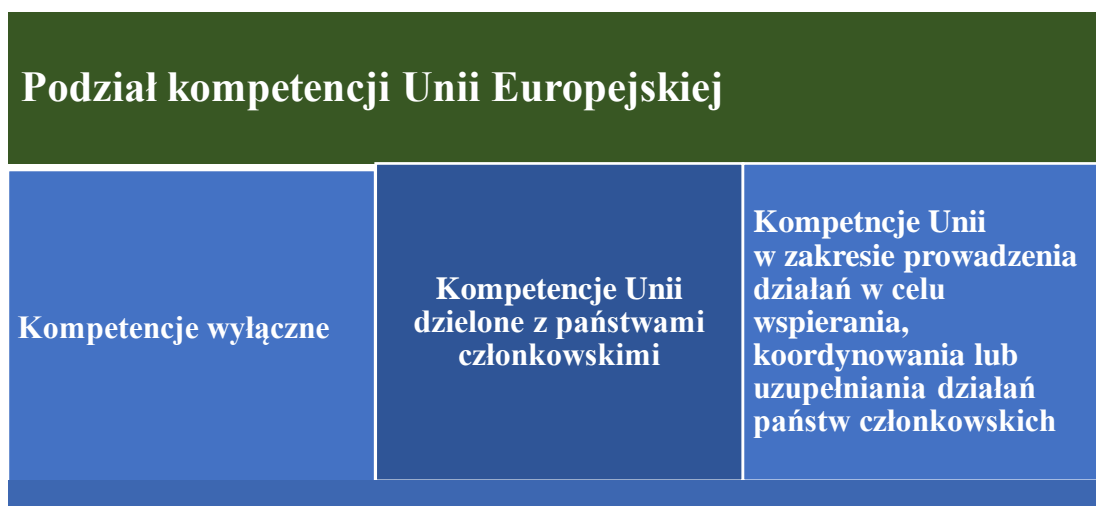 Podział kompetencji Unii Europejskiej
Kompetencje wyłączne
Kompetencje Unii
dzielone z państwami
członkowskimi
Kompetncje Unii
w zakresie prowadzenia
działań w celu
wspierania,
koordynowania lub
uzupełniania działań
państw członkowskich